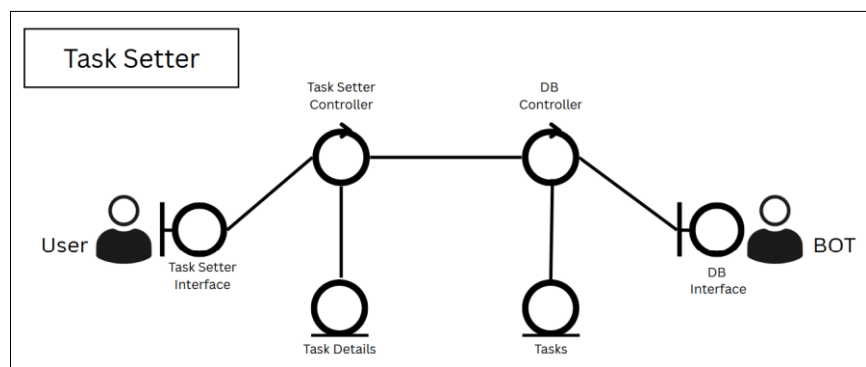 Task Setter
Task Setter
Controller
DB
Controller
User
Task Setter
Interface
DB
Interface
BOT
Task Details
Tasks